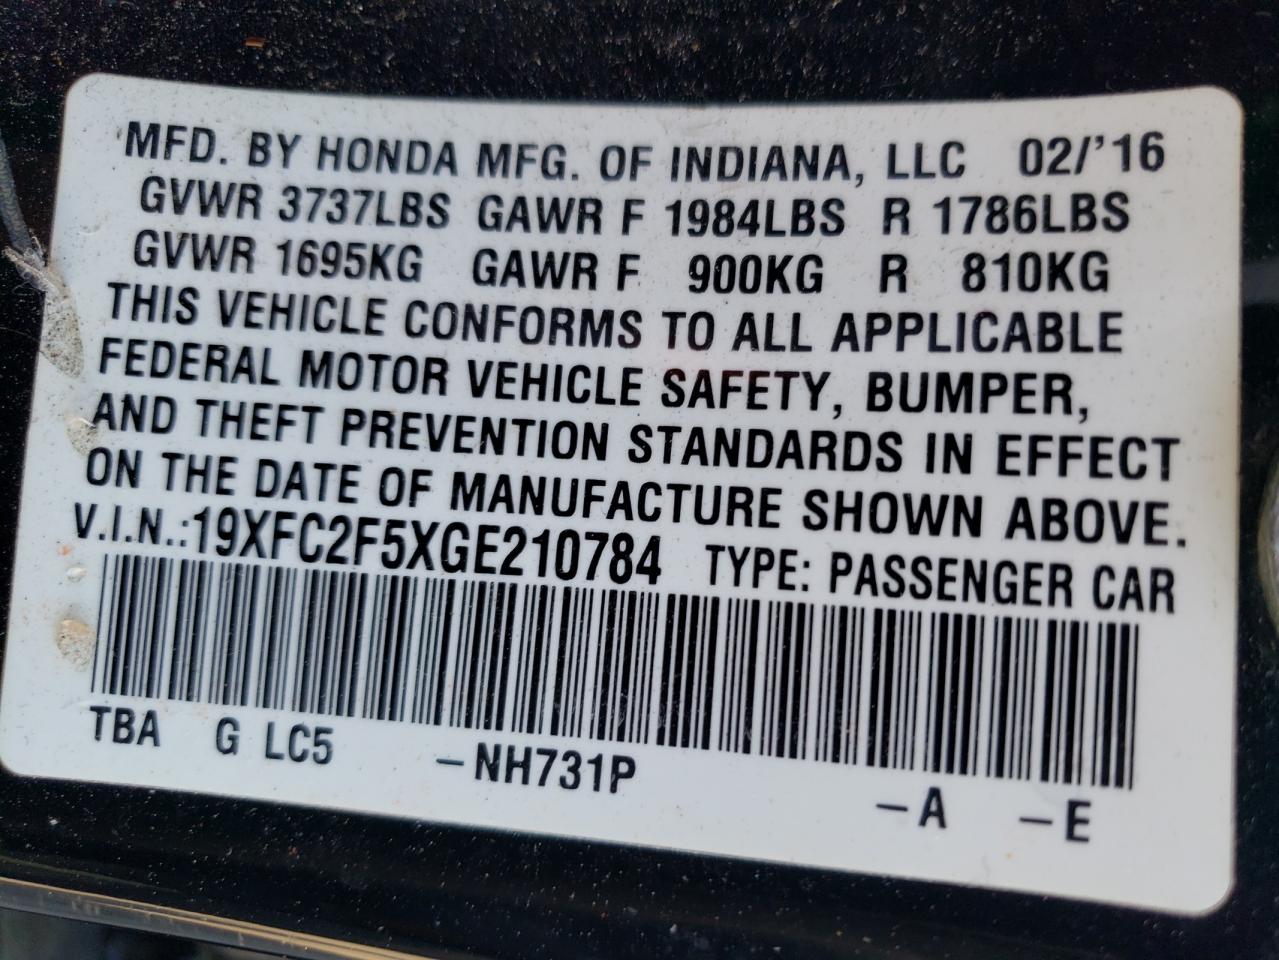 MFD. BY HONDA MFG. OF INDIANA, LLC 02/'16
GVWR 3737LBS GAWR F 1984LBS R 1786LBS
GVWR 1695KG GAWR F 900KG R 810KG
THIS VEHICLE CONFORMS TO ALL APPLICABLE
FEDERAL MOTOR VEHICLE SAFETY, BUMPER,
AND THEFT PREVENTION STANDARDS IN EFFECT
ON THE DATE OF MANUFACTURE SHOWN ABOVE.
V.I.N.:19XFC2F5XGE210784 TYPE: PASSENGER CAR
TBA G LC5 -NH731P -A -E